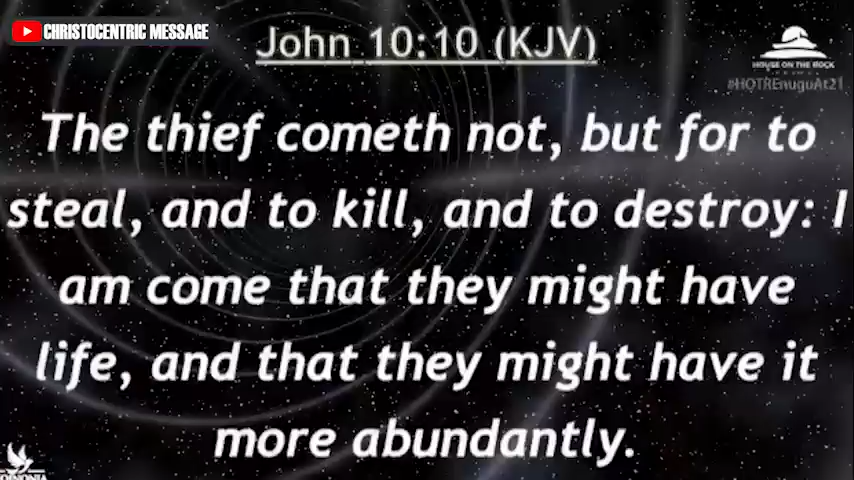 CHRISTOCENTRIC MESSAGE
John 10:10 (KJV)
HOUSE ON THE ROCK
#HOTREnuguAt21
The thief cometh not, but for to
steal, and to kill, and to destroy: I
am come that they might have
life, and that they might have it
more abundantly.